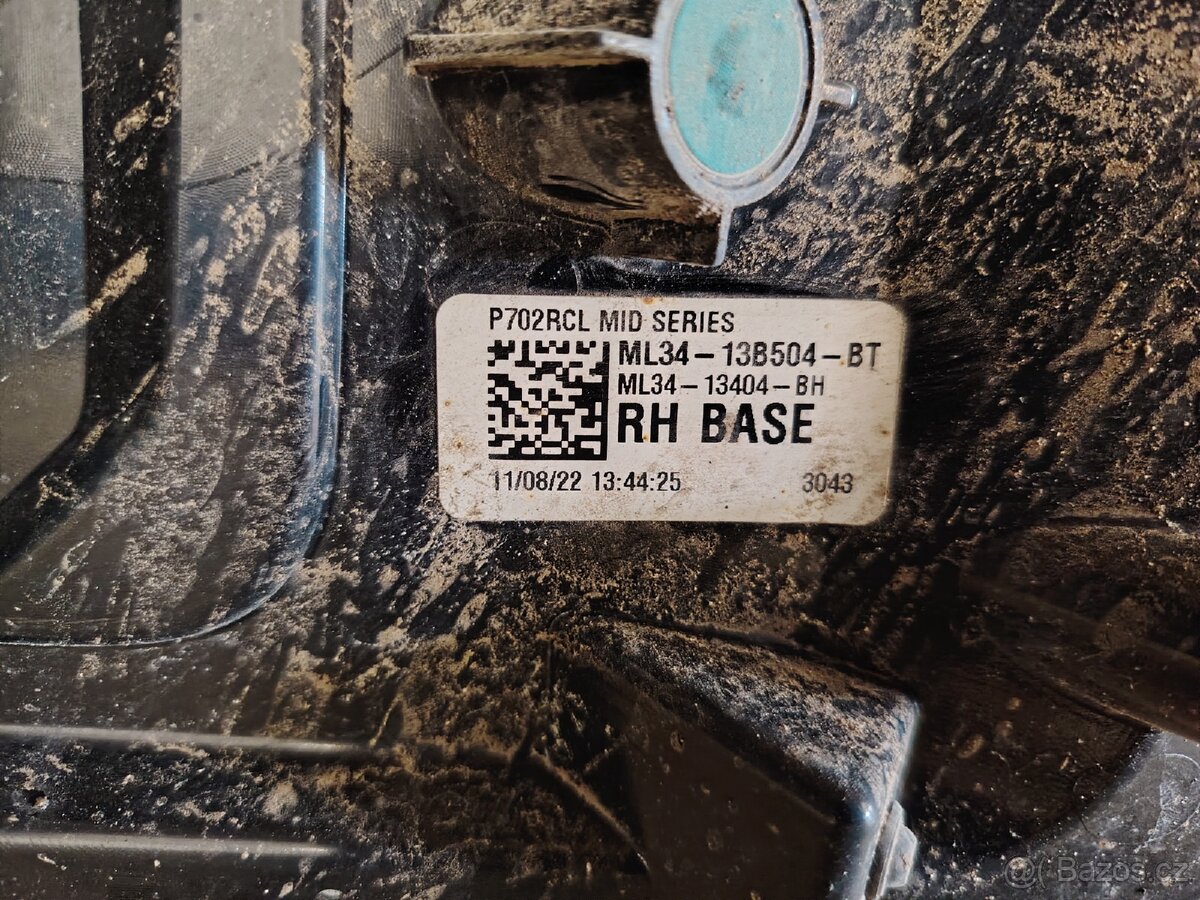 P702RCL MID SERIES
ML34-13B504-BT
ML34-13404-BH
RH BASE
11/08/22 13:44:25 3043
Bazos.cz